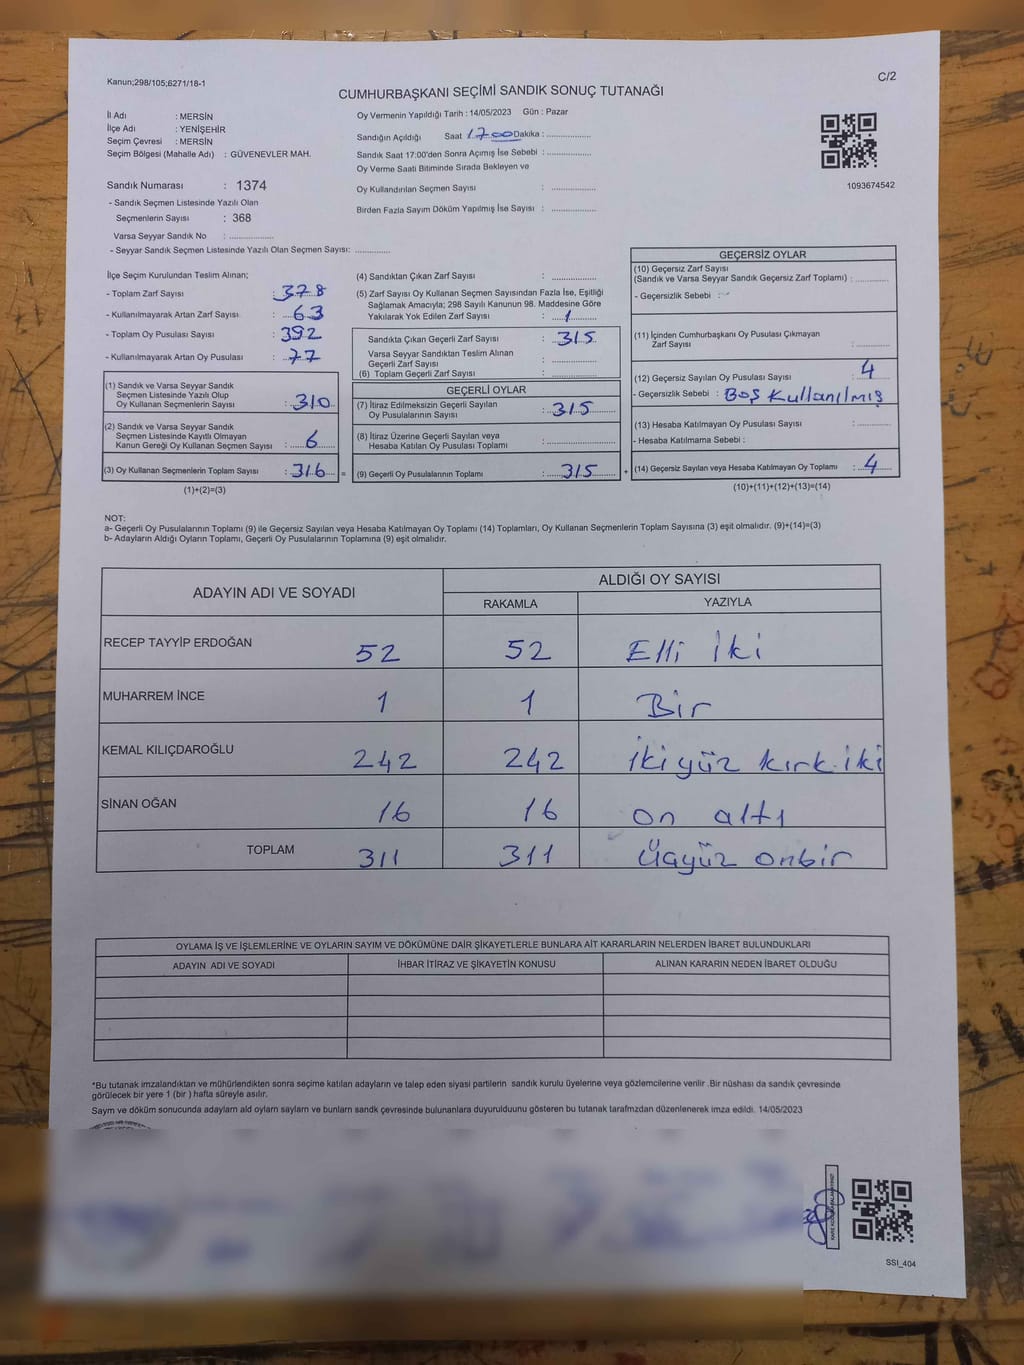 Kanun;298/105;6271/18-1
C/2
CUMHURBAŞKANI SEÇİMİ SANDIK SONUÇ TUTANAĞI
İl Adı : MERSİN
İlçe Adı : YENİŞEHİR
Seçim Çevresi : MERSİN
Seçim Bölgesi (Mahalle Adı) : GÜVENEVLER MAH.
Oy Vermenin Yapıldığı Tarih : 14/05/2023 Gün : Pazar
Sandığın Açıldığı Saat 17 00 Dakika : ..............
Sandık Saat 17:00'den Sonra Açımış İse Sebebi : ..............
Oy Verme Saati Bitiminde Sırada Bekleyen ve
Oy Kullandırılan Seçmen Sayısı : ..............
Birden Fazla Sayım Döküm Yapılmış İse Sayısı : ..............
1093674542
Sandık Numarası : 1374
- Sandık Seçmen Listesinde Yazılı Olan
Seçmenlerin Sayısı : 368
Varsa Seyyar Sandık No : ..............
- Seyyar Sandık Seçmen Listesinde Yazılı Olan Seçmen Sayısı: ............
İlçe Seçim Kurulundan Teslim Alınan;
- Toplam Zarf Sayısı : 378
- Kullanılmayarak Artan Zarf Sayısı : 63
- Toplam Oy Pusulası Sayısı : 392
- Kullanılmayarak Artan Oy Pusulası : 77
(1) Sandık ve Varsa Seyyar Sandık
Seçmen Listesinde Yazılı Olup
Oy Kullanan Seçmenlerin Sayısı : 310
(2) Sandık ve Varsa Seyyar Sandık
Seçmen Listesinde Kayıtlı Olmayan
Kanun Gereği Oy Kullanan Seçmen Sayısı : 6
(3) Oy Kullanan Seçmenlerin Toplam Sayısı : 316 =
(1)+(2)=(3)
(4) Sandıktan Çıkan Zarf Sayısı : ..............
(5) Zarf Sayısı Oy Kullanan Seçmen Sayısından Fazla İse, Eşitliği
Sağlamak Amacıyla; 298 Sayılı Kanunun 98. Maddesine Göre
Yakılarak Yok Edilen Zarf Sayısı : 1
Sandıkta Çıkan Geçerli Zarf Sayısı : 315
Varsa Seyyar Sandıktan Teslim Alınan
Geçerli Zarf Sayısı : ..............
(6) Toplam Geçerli Zarf Sayısı : ..............
GEÇERLİ OYLAR
(7) İtiraz Edilmeksizin Geçerli Sayılan
Oy Pusulalarının Sayısı : 315
(8) İtiraz Üzerine Geçerli Sayılan veya
Hesaba Katılan Oy Pusulası Toplamı : ..............
(9) Geçerli Oy Pusulalarının Toplamı : 315 +
GEÇERSİZ OYLAR
(10) Geçersiz Zarf Sayısı
(Sandık ve Varsa Seyyar Sandık Geçersiz Zarf Toplamı) : ............
- Geçersizlik Sebebi :
(11) İçinden Cumhurbaşkanı Oy Pusulası Çıkmayan
Zarf Sayısı : ............
(12) Geçersiz Sayılan Oy Pusulası Sayısı : 4
- Geçersizlik Sebebi : Boş Kullanılmış
(13) Hesaba Katılmayan Oy Pusulası Sayısı : ............
- Hesaba Katılmama Sebebi :
(14) Geçersiz Sayılan veya Hesaba Katılmayan Oy Toplamı : 4
(10)+(11)+(12)+(13)=(14)
NOT:
a- Geçerli Oy Pusulalarının Toplamı (9) ile Geçersiz Sayılan veya Hesaba Katılmayan Oy Toplamı (14) Toplamları, Oy Kullanan Seçmenlerin Toplam Sayısına (3) eşit olmalıdır. (9)+(14)=(3)
b- Adayların Aldığı Oyların Toplamı, Geçerli Oy Pusulalarının Toplamına (9) eşit olmalıdır.
ADAYIN ADI VE SOYADI ALDIĞI OY SAYISI
RAKAMLA YAZIYLA
RECEP TAYYİP ERDOĞAN 52 52 Elli İki
MUHARREM İNCE 1 1 Bir
KEMAL KILIÇDAROĞLU 242 242 İkiyüz kırk iki
SİNAN OĞAN 16 16 on altı
TOPLAM 311 311 Üçyüz onbir
OYLAMA İŞ VE İŞLEMLERİNE VE OYLARIN SAYIM VE DÖKÜMÜNE DAİR ŞİKAYETLERLE BUNLARA AİT KARARLARIN NELERDEN İBARET BULUNDUKLARI
ADAYIN ADI VE SOYADI İHBAR İTİRAZ VE ŞİKAYETİN KONUSU ALINAN KARARIN NEDEN İBARET OLDUĞU
*Bu tutanak imzalandıktan ve mühürlendikten sonra seçime katılan adayların ve talep eden siyasi partilerin sandık kurulu üyelerine veya gözlemcilerine verilir .Bir nüshası da sandık çevresinde
görülecek bir yere 1 (bir ) hafta süreyle asılır.
Saym ve döküm sonucunda adaylarn ald oylarn saylarn ve bunlarn sandk çevresinde bulunanlara duyurulduunu gösteren bu tutanak tarafmzdan düzenlenerek imza edildi. 14/05/2023
SSI_404